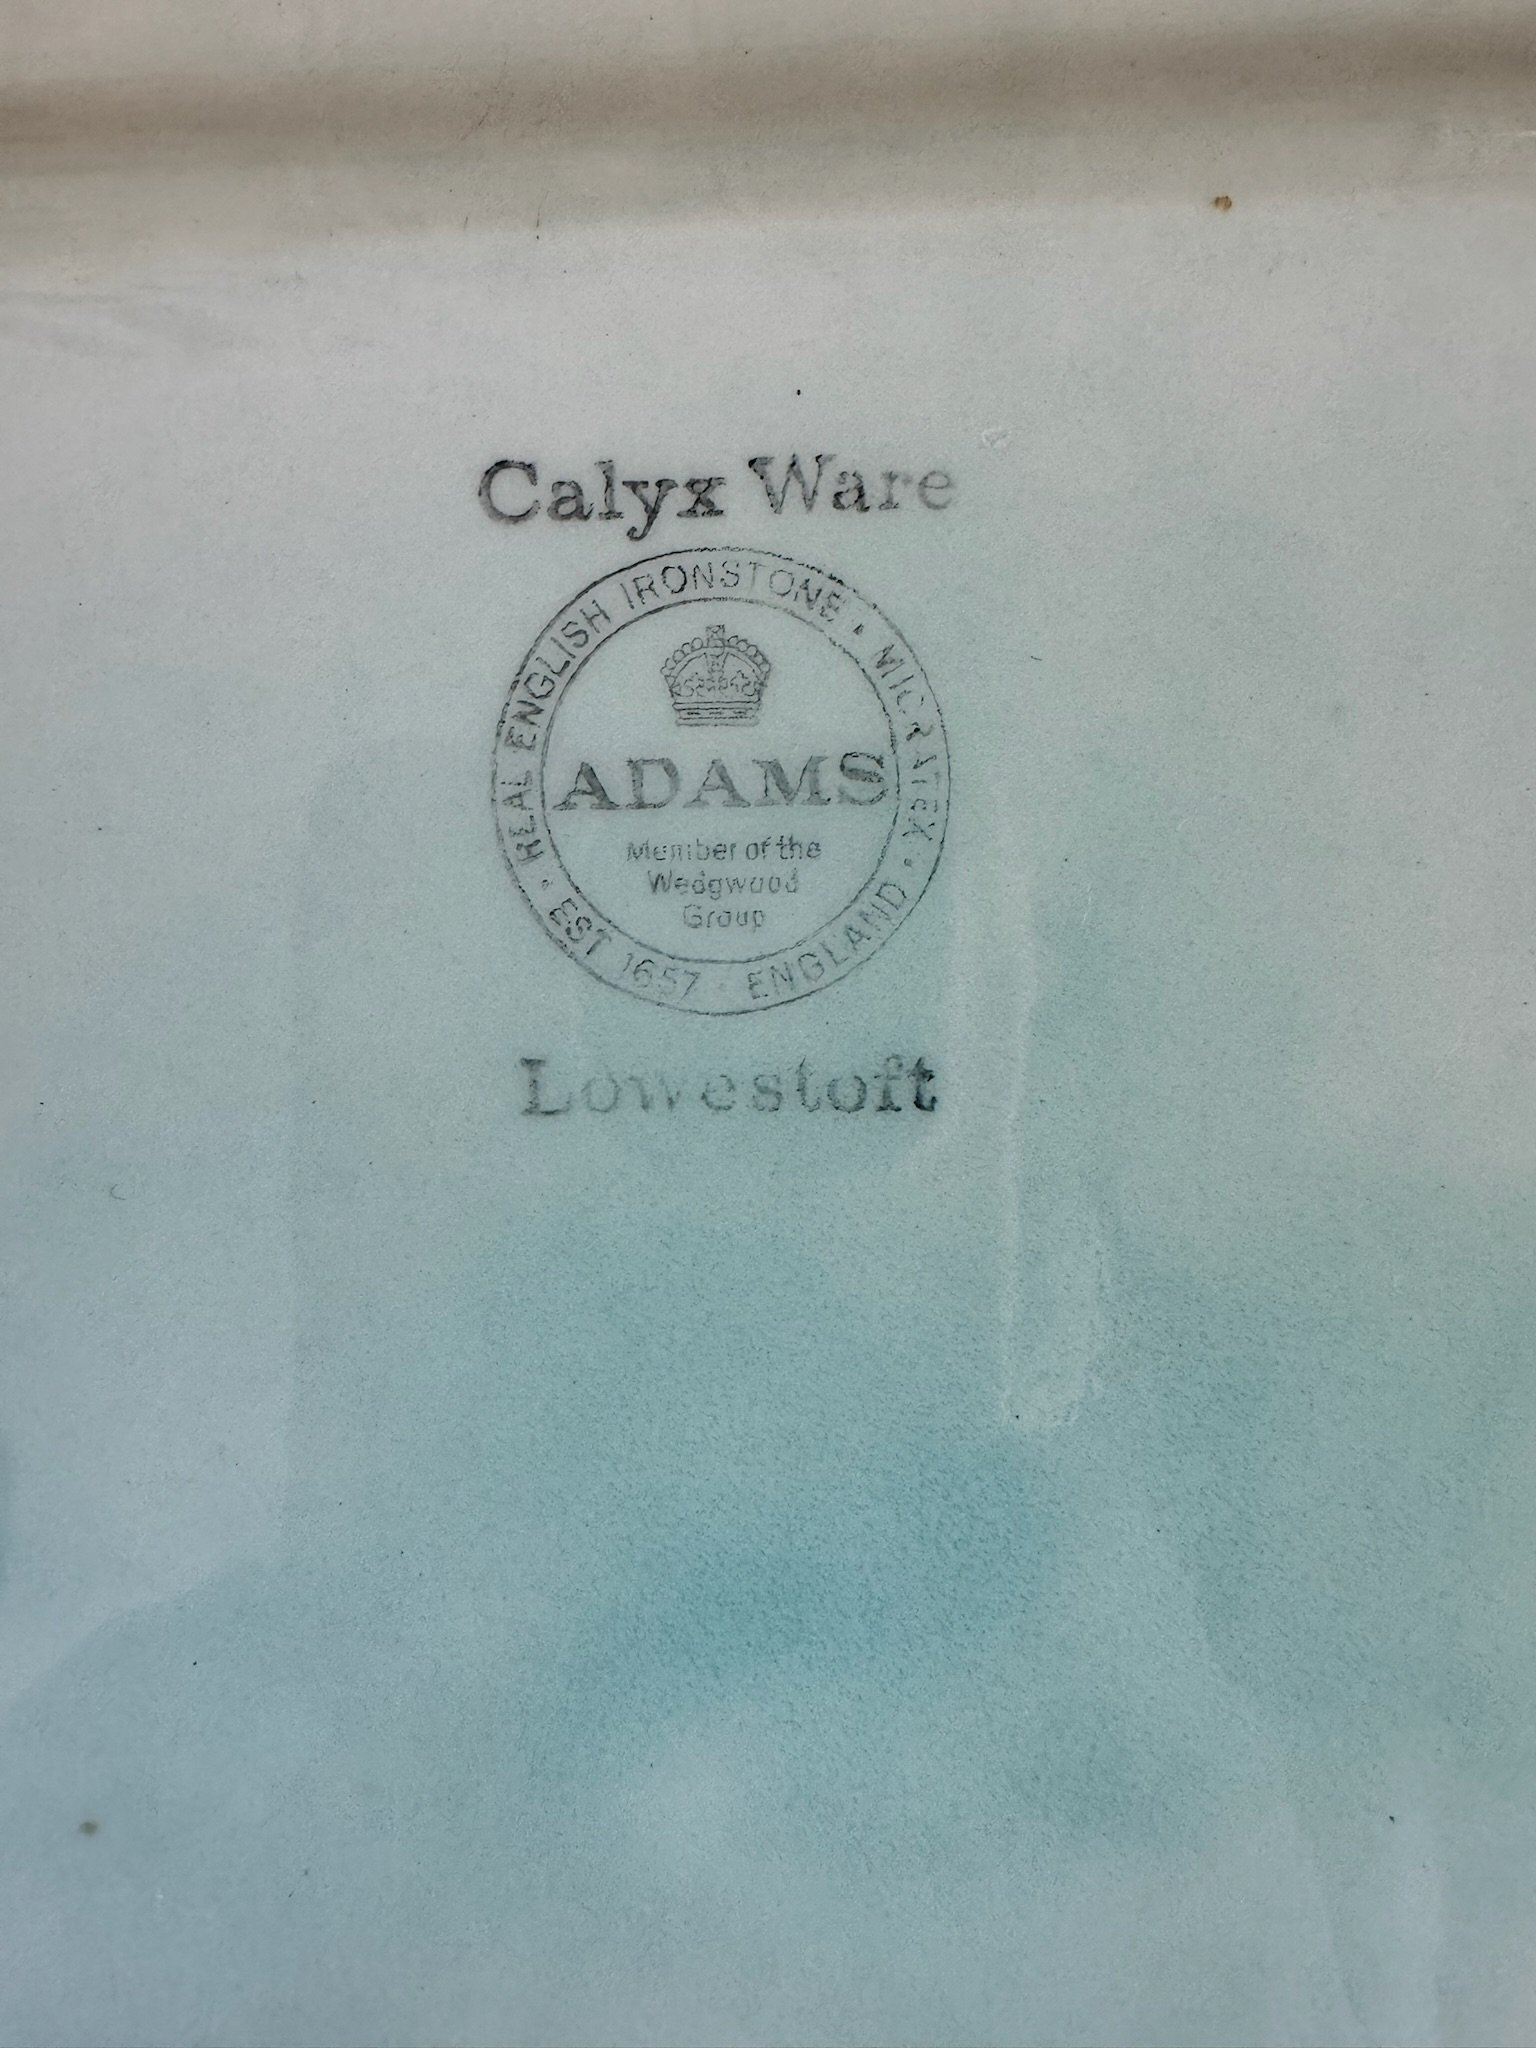 Calyx Ware
REAL ENGLISH IRONSTONE · MICRATEX · ENGLAND · EST 1657 ·
ADAMS
Member of the
Wedgwood
Group
Lowestoft